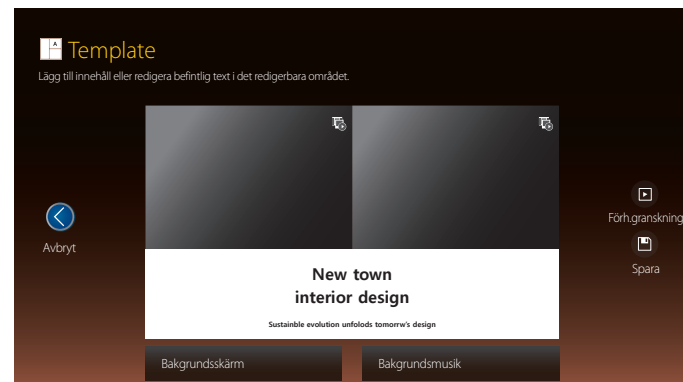 A
Template
Lägg till innehåll eller redigera befintlig text i det redigerbara området.
Avbryt
Förh.granskning
Spara
New town
interior design
Sustainble evolution unfolods tomorrw's design
Bakgrundsskärm
Bakgrundsmusik